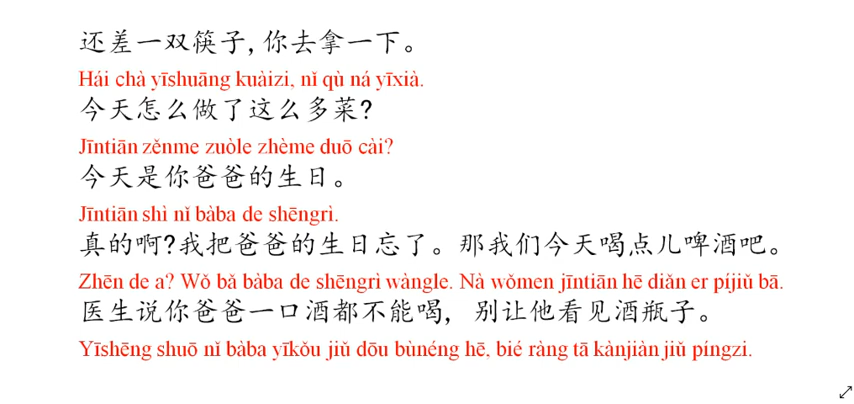 还差一双筷子,你去拿一下。
Hái chà yīshuāng kuàizi, nǐ qù ná yīxià.
今天怎么做了这么多菜?
Jīntiān zěnme zuòle zhème duō cài?
今天是你爸爸的生日。
Jīntiān shì nǐ bàba de shēngrì.
真的啊?我把爸爸的生日忘了。那我们今天喝点儿啤酒吧。
Zhēn de a? Wǒ bǎ bàba de shēngrì wàngle. Nà wǒmen jīntiān hē diǎn er píjiǔ bā.
医生说你爸爸一口酒都不能喝, 别让他看见酒瓶子。
Yīshēng shuō nǐ bàba yīkǒu jiǔ dōu bùnéng hē, bié ràng tā kànjiàn jiǔ píngzi.